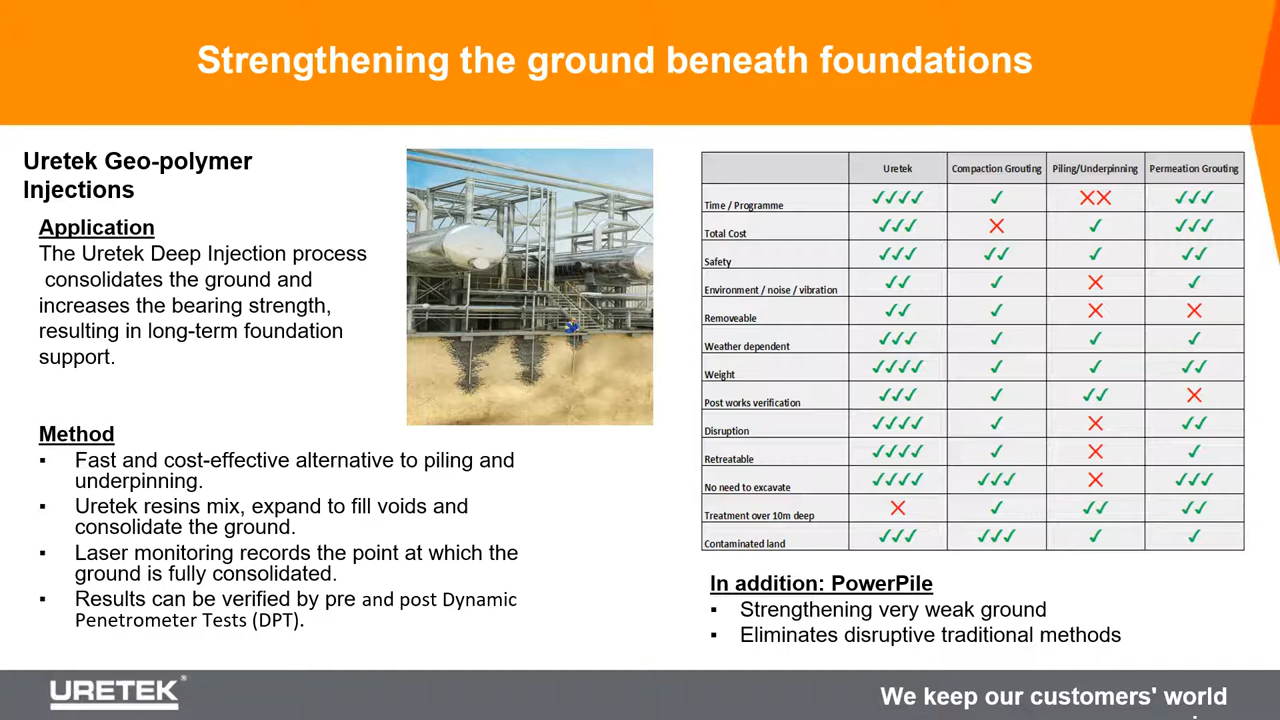 Strengthening the ground beneath foundations
Uretek Geo-polymer
Injections
Application
The Uretek Deep Injection process
consolidates the ground and
increases the bearing strength,
resulting in long-term foundation
support.
Method
▪ Fast and cost-effective alternative to piling and
underpinning.
▪ Uretek resins mix, expand to fill voids and
consolidate the ground.
▪ Laser monitoring records the point at which the
ground is fully consolidated.
▪ Results can be verified by pre and post Dynamic
Penetrometer Tests (DPT).
Uretek Compaction Grouting Piling/Underpinning Permeation Grouting
Time / Programme ✓✓✓✓ ✓ ✕✕ ✓✓✓
Total Cost ✓✓✓ ✕ ✓ ✓✓✓
Safety ✓✓✓ ✓✓ ✓ ✓✓
Environment / noise / vibration ✓✓ ✓ ✕ ✓
Removeable ✓✓ ✓ ✕ ✕
Weather dependent ✓✓✓ ✓ ✓ ✓
Weight ✓✓✓✓ ✓ ✓ ✓✓
Post works verification ✓✓✓ ✓ ✓✓ ✕
Disruption ✓✓✓✓ ✓ ✕ ✓✓
Retreatable ✓✓✓✓ ✓ ✕ ✓
No need to excavate ✓✓✓✓ ✓✓✓ ✕ ✓✓✓
Treatment over 10m deep ✕ ✓ ✓✓ ✓✓
Contaminated land ✓✓✓ ✓✓✓ ✓ ✓
In addition: PowerPile
▪ Strengthening very weak ground
▪ Eliminates disruptive traditional methods
URETEK®
We keep our customers' world